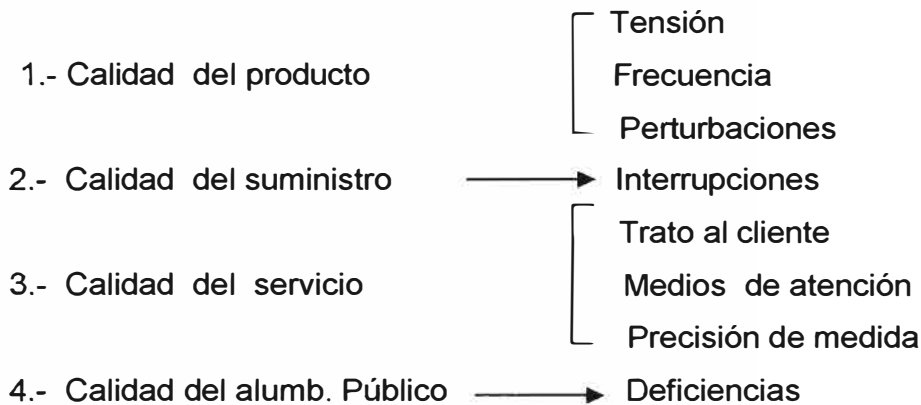 Tensión
1.- Calidad del producto Frecuencia
Perturbaciones
2.- Calidad del suministro Interrupciones
Trato al cliente
3.- Calidad del servicio Medios de atención
Precisión de medida
4.- Calidad del alumb. Público Deficiencias